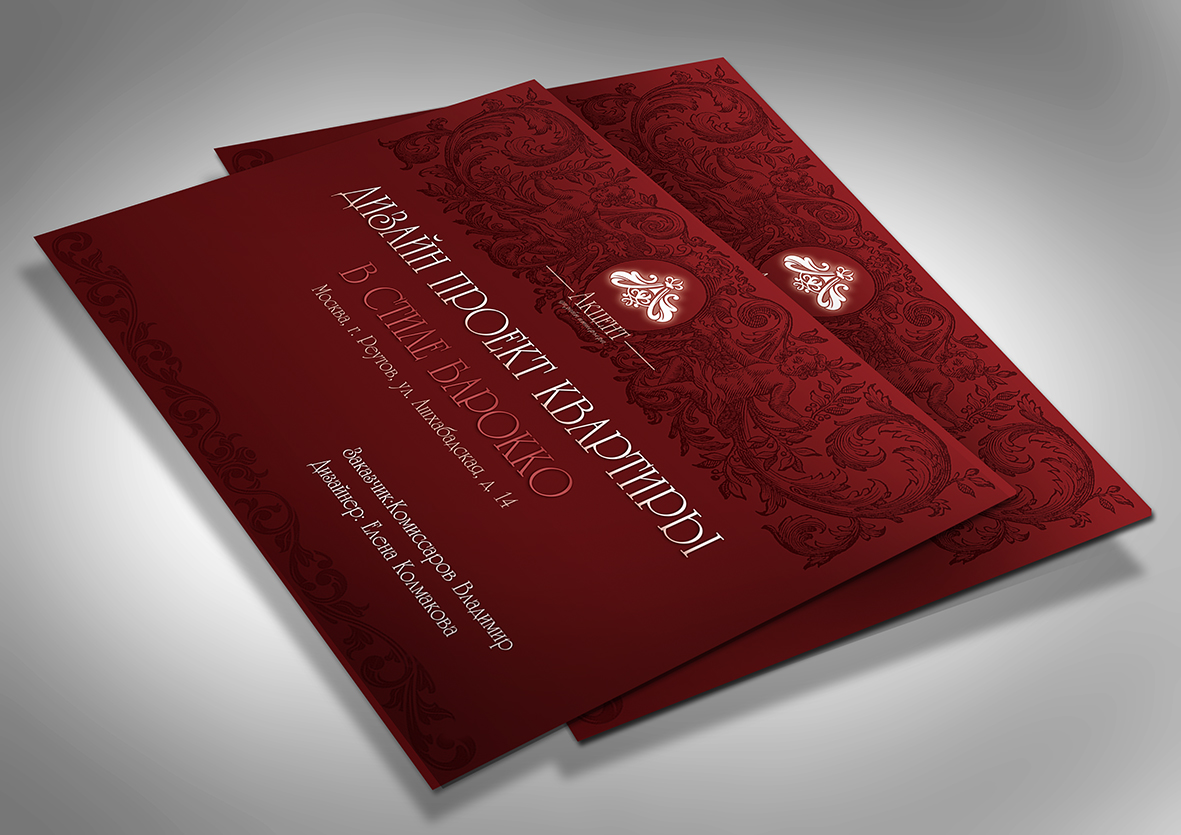 Акцент
ДИЗАЙН ПРОЕКТ КВАРТИРЫ
В СТИЛЕ БАРОККО
Москва, г. Реутов, ул. Ашхабадская, д. 14
Заказчик:Комиссаров Владимир
Дизайнер: Елена Колмакова